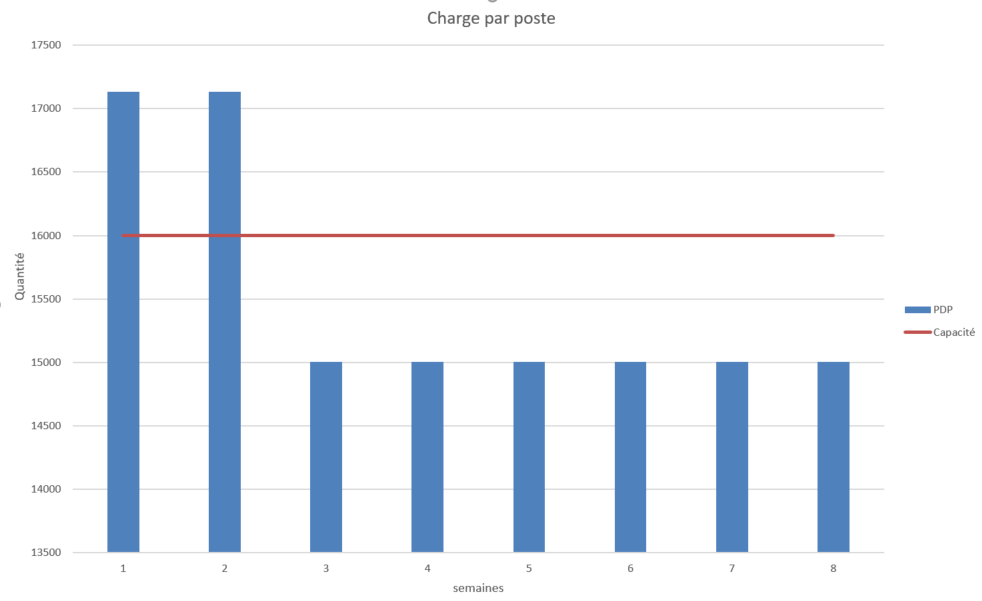 Charge par poste
17500
17000
16500
16000
15500
15000
14500
14000
13500
Quantité
1 2 3 4 5 6 7 8
semaines
PDP
Capacité